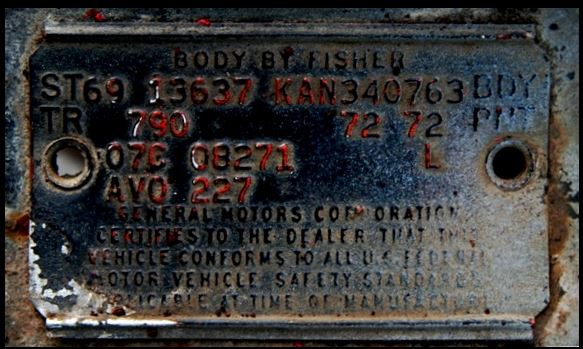 BODY BY FISHER
ST69 13637 KAN340763 BDY
TR 790 72 72 PNT
07C 08271 L
AVO 227
GENERAL MOTORS CORPORATION
CERTIFIES TO THE DEALER THAT THIS
VEHICLE CONFORMS TO ALL U.S. FEDERAL
MOTOR VEHICLE SAFETY STANDARDS
APPLICABLE AT TIME OF MANUFACTURE